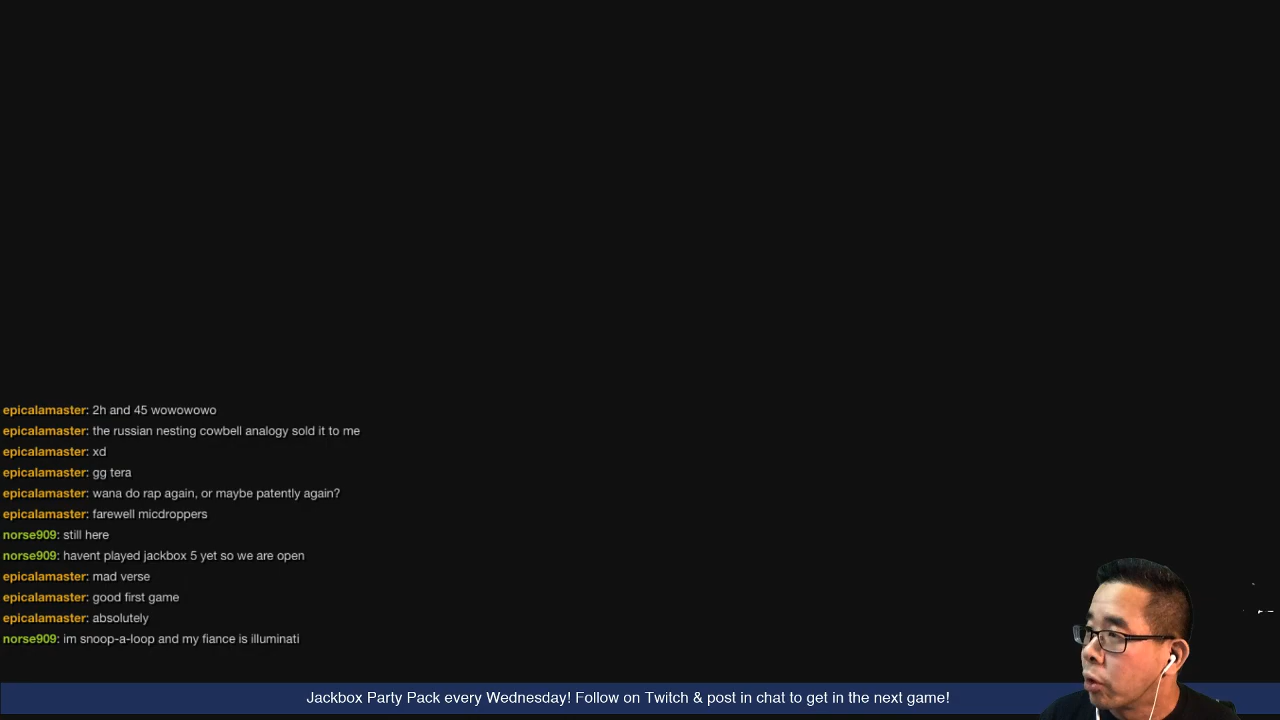 epicalamaster: 2h and 45 wowowowo
epicalamaster: the russian nesting cowbell analogy sold it to me
epicalamaster: xd
epicalamaster: gg tera
epicalamaster: wana do rap again, or maybe patently again?
epicalamaster: farewell micdroppers
norse909: still here
norse909: havent played jackbox 5 yet so we are open
epicalamaster: mad verse
epicalamaster: good first game
epicalamaster: absolutely
norse909: im snoop-a-loop and my fiance is illuminati
Jackbox Party Pack every Wednesday! Follow on Twitch & post in chat to get in the next game!